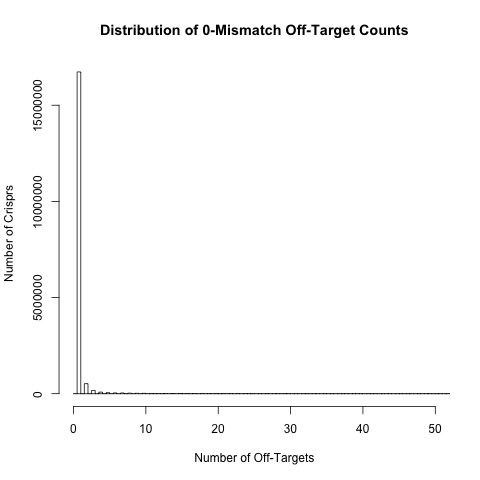 Distribution of 0-Mismatch Off-Target Counts
Number of Crisprs
15000000
10000000
5000000
0
0 10 20 30 40 50
Number of Off-Targets